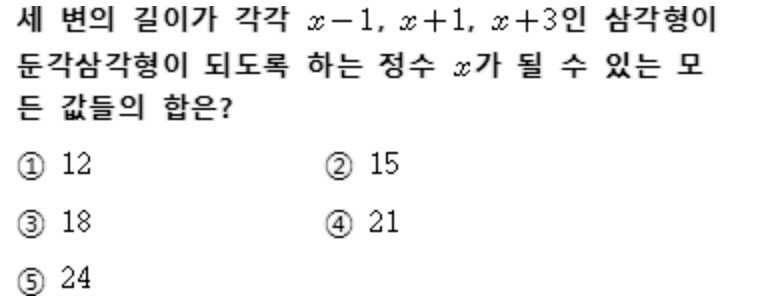 세 변의 길이가 각각 x−1, x+1, x+3인 삼각형이
둔각삼각형이 되도록 하는 정수 x가 될 수 있는 모
든 값들의 합은?
① 12 ② 15
③ 18 ④ 21
⑤ 24